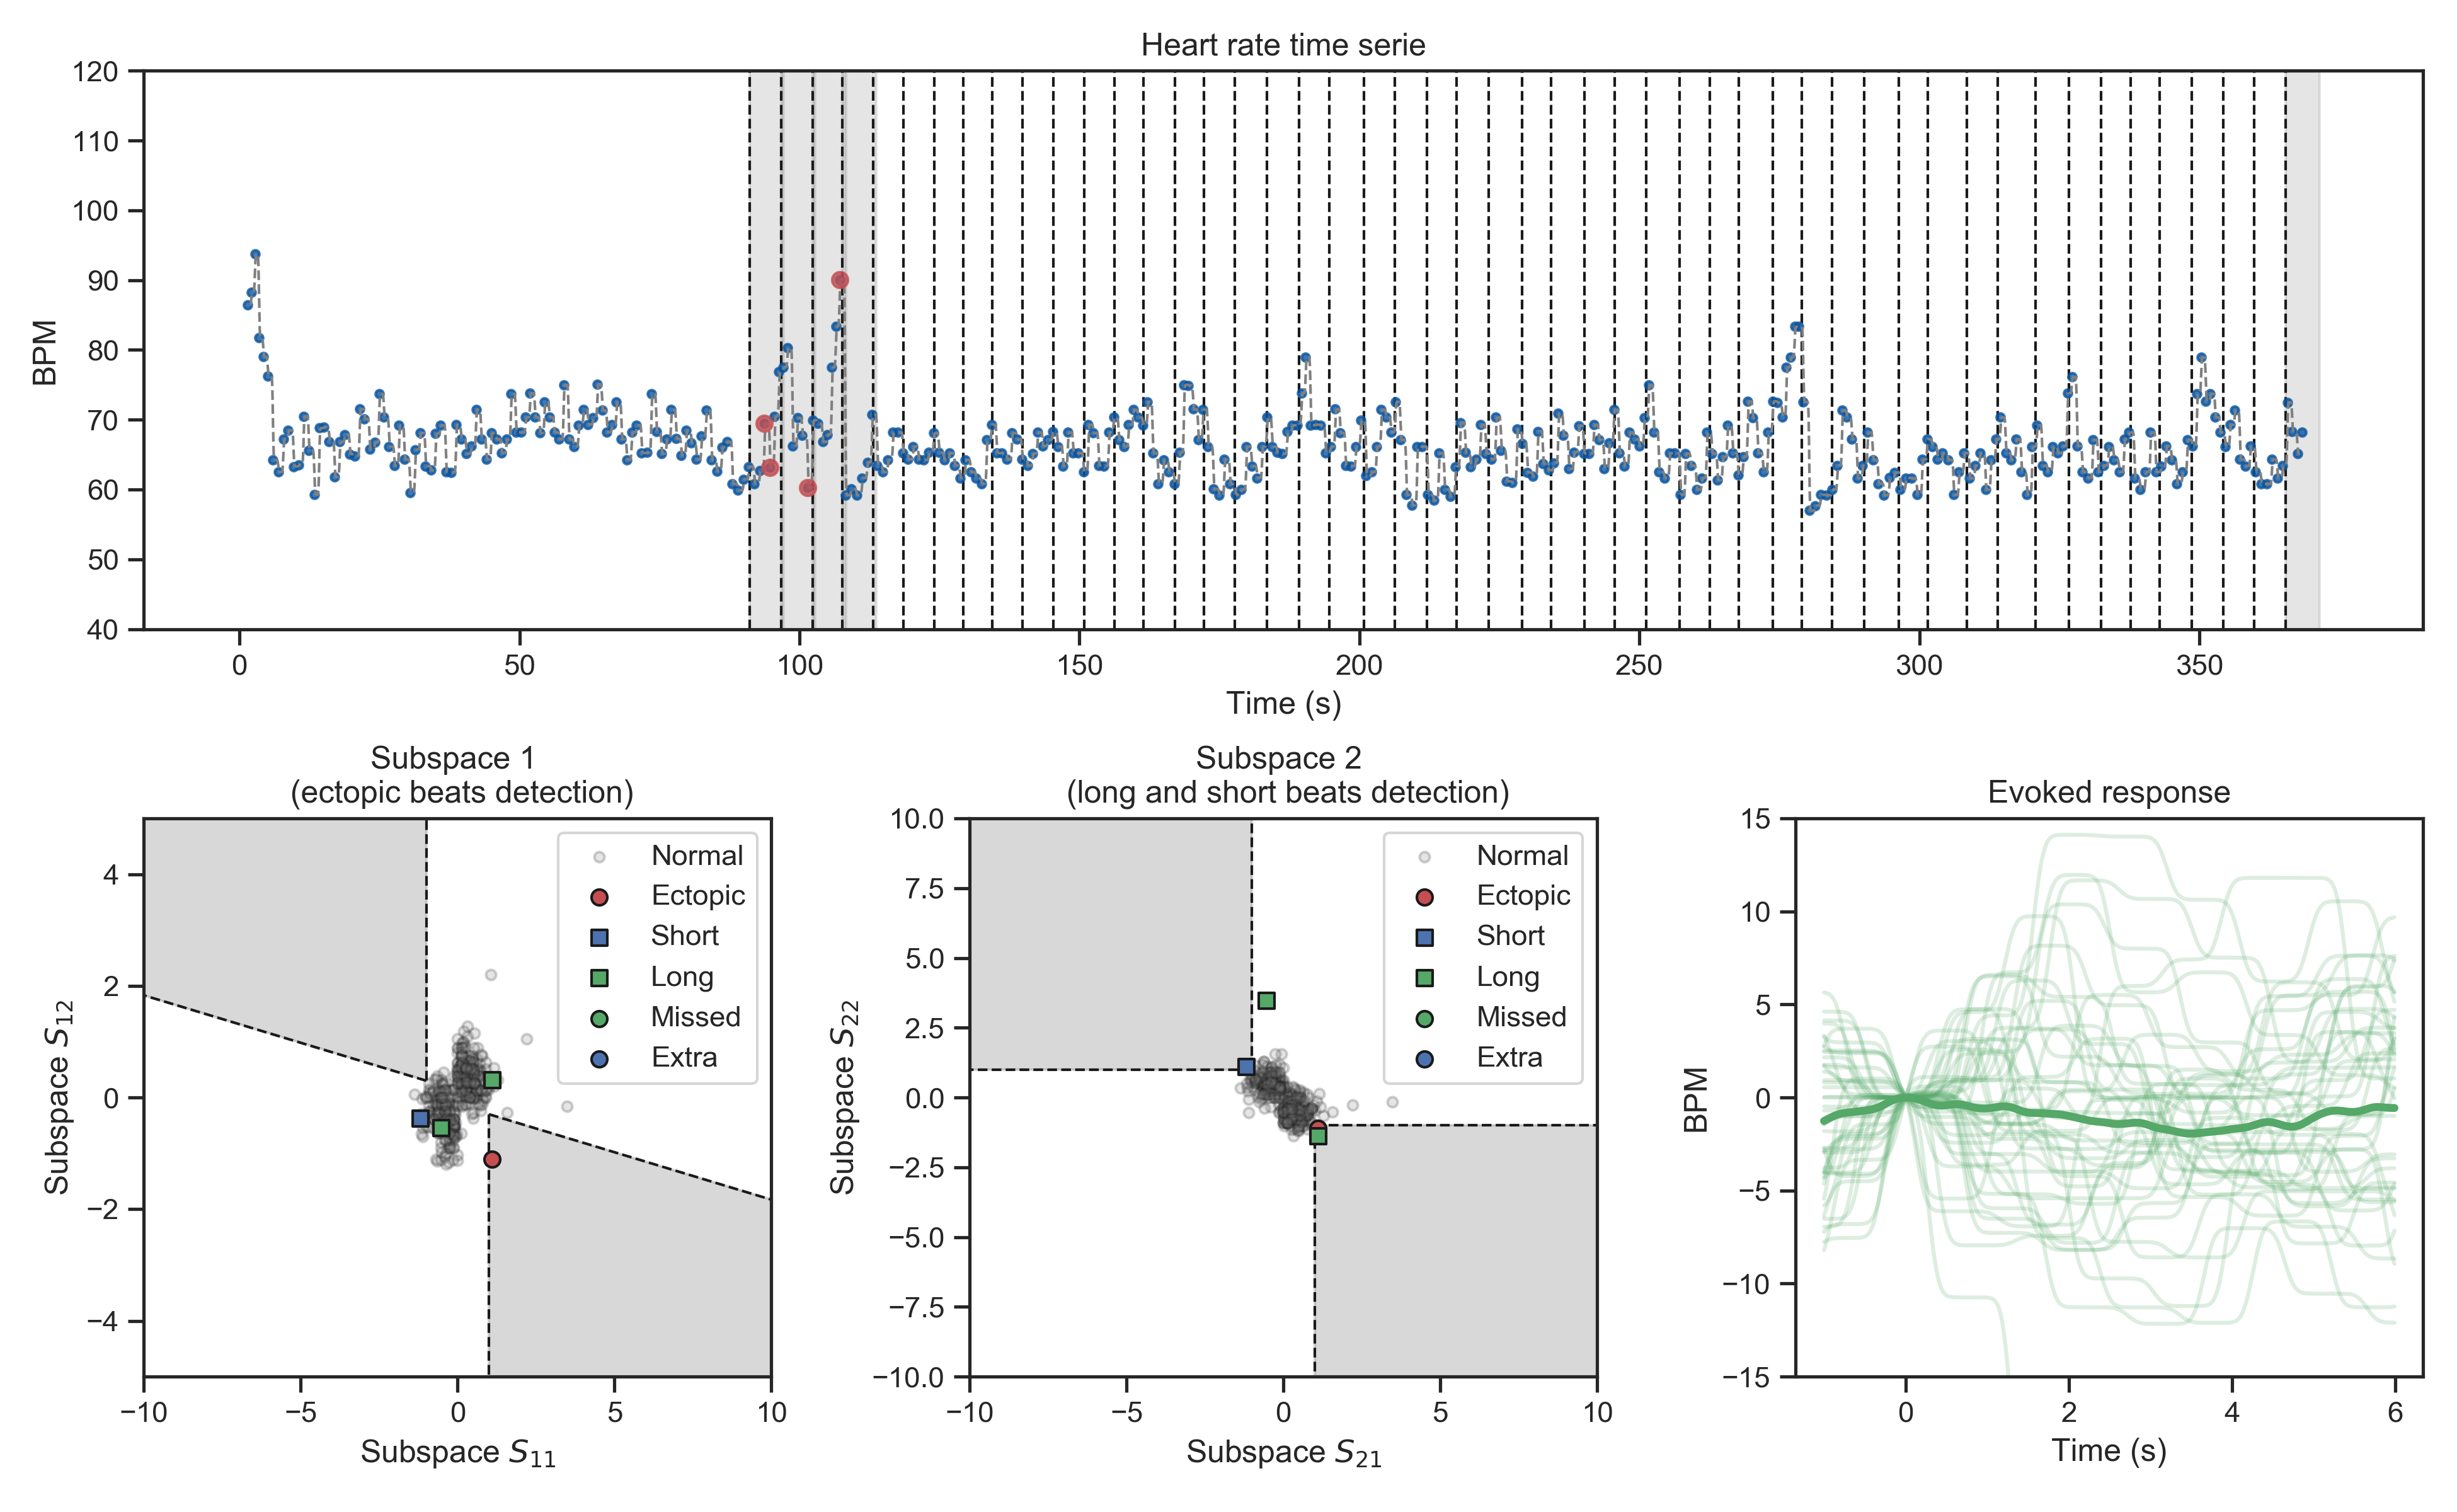 Heart rate time serie
120
110
100
90
80
70
60
50
40
BPM
0 50 100 150 200 250 300 350
Time (s)
Subspace 1
(ectopic beats detection)
4
2
0
−2
−4
Subspace S12
Normal
Ectopic
Short
Long
Missed
Extra
−10 −5 0 5 10
Subspace S11
Subspace 2
(long and short beats detection)
10.0
7.5
5.0
2.5
0.0
−2.5
−5.0
−7.5
−10.0
Subspace S22
Normal
Ectopic
Short
Long
Missed
Extra
−10 −5 0 5 10
Subspace S21
Evoked response
15
10
5
0
−5
−10
−15
BPM
0 2 4 6
Time (s)